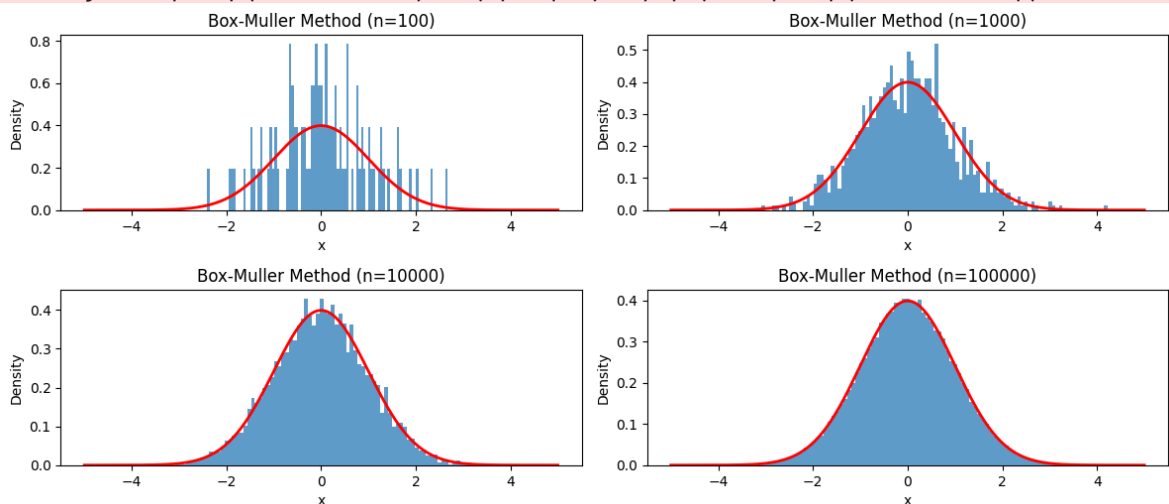 Box-Muller Method (n=100)
0.8
0.6
0.4
0.2
0.0
Density
−4 −2 0 2 4
x
Box-Muller Method (n=1000)
0.5
0.4
0.3
0.2
0.1
0.0
Density
−4 −2 0 2 4
x
Box-Muller Method (n=10000)
0.4
0.3
0.2
0.1
0.0
Density
−4 −2 0 2 4
x
Box-Muller Method (n=100000)
0.4
0.3
0.2
0.1
0.0
Density
−4 −2 0 2 4
x